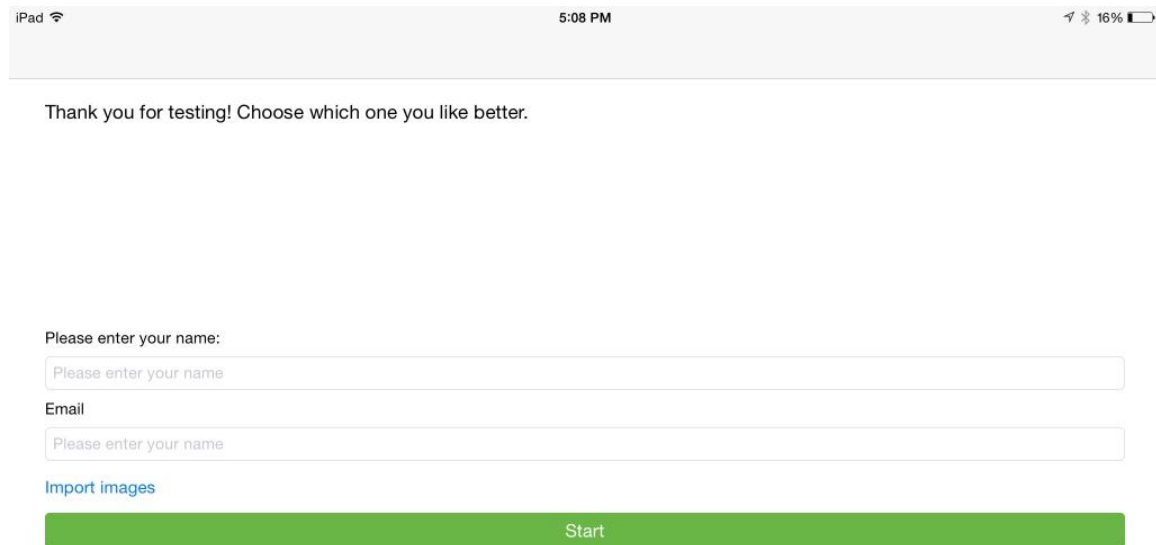 iPad 5:08 PM 16%
Thank you for testing! Choose which one you like better.
Please enter your name:
Please enter your name
Email
Please enter your name
Import images
Start